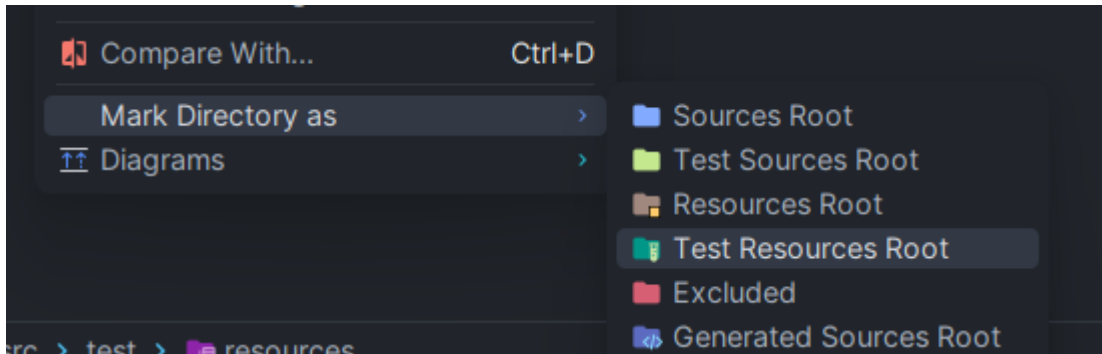 Compare With... Ctrl+D
Mark Directory as
Diagrams
Sources Root
Test Sources Root
Resources Root
Test Resources Root
Excluded
Generated Sources Root
src > test > resources